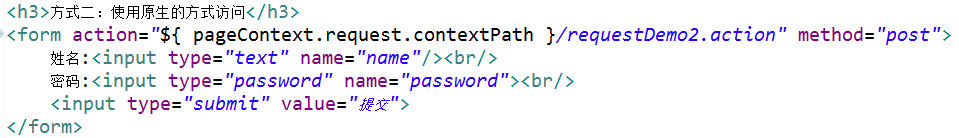 <h3>方式二：使用原生的方式访问</h3>
<form action="${ pageContext.request.contextPath }/requestDemo2.action" method="post">
姓名:<input type="text" name="name"/><br/>
密码:<input type="password" name="password"><br/>
<input type="submit" value="提交">
</form>